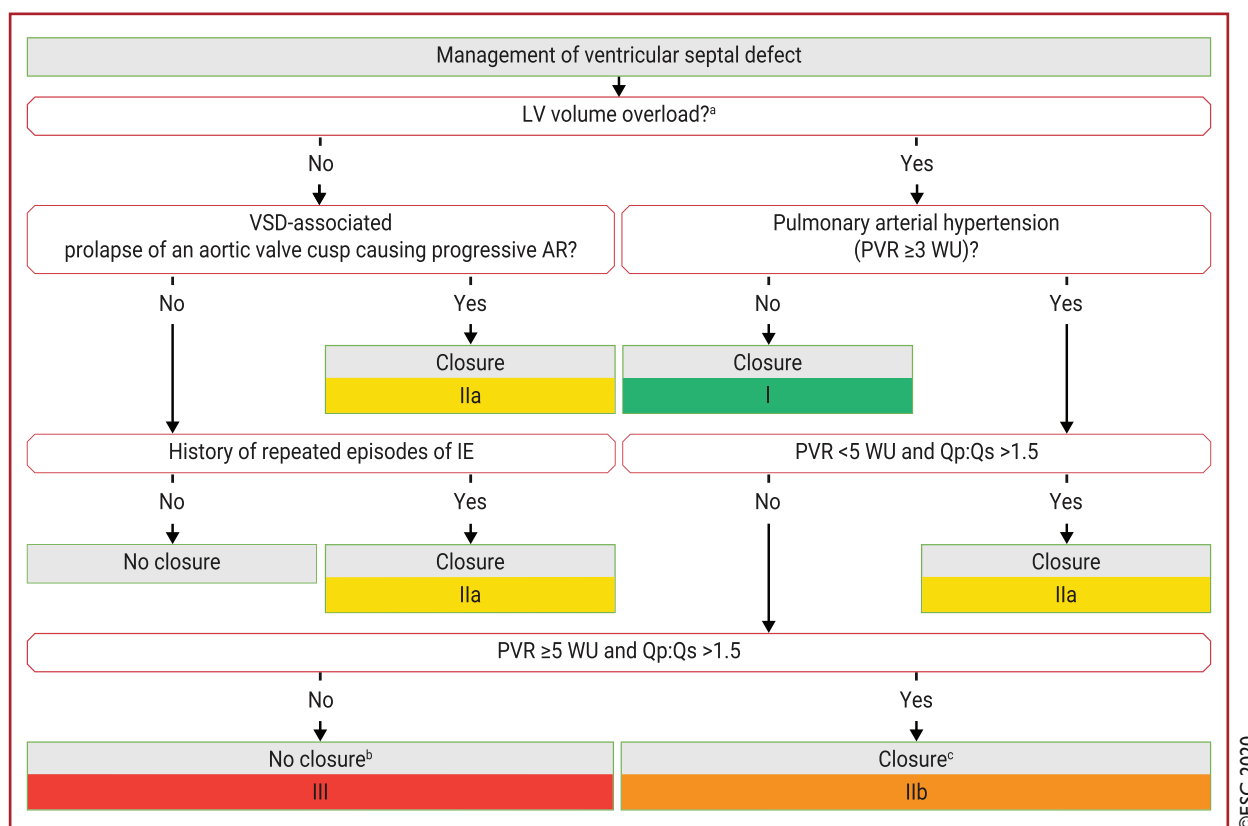 Management of ventricular septal defect
LV volume overload?ᵃ
No
Yes
VSD-associated
prolapse of an aortic valve cusp causing progressive AR?
Pulmonary arterial hypertension
(PVR ≥3 WU)?
No
Yes
No
Yes
Closure
IIa
Closure
I
History of repeated episodes of IE
PVR <5 WU and Qp:Qs >1.5
No
Yes
No
Yes
No closure
Closure
IIa
Closure
IIa
PVR ≥5 WU and Qp:Qs >1.5
No
Yes
No closureᵇ
III
Closureᶜ
IIb
©ESC 2020